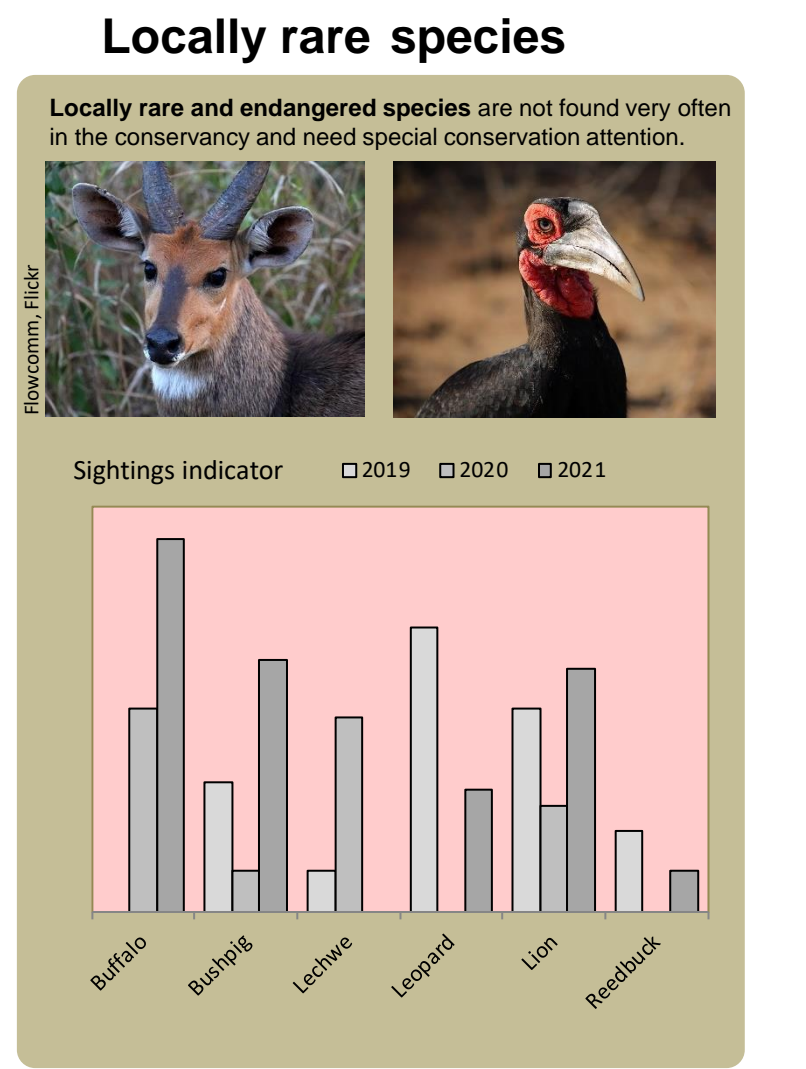 Locally rare species
Locally rare and endangered species are not found very often
in the conservancy and need special conservation attention.
Flowcomm, Flickr
Sightings indicator
2019
2020
2021
Buffalo
Bushpig
Lechwe
Leopard
Lion
Reedbuck